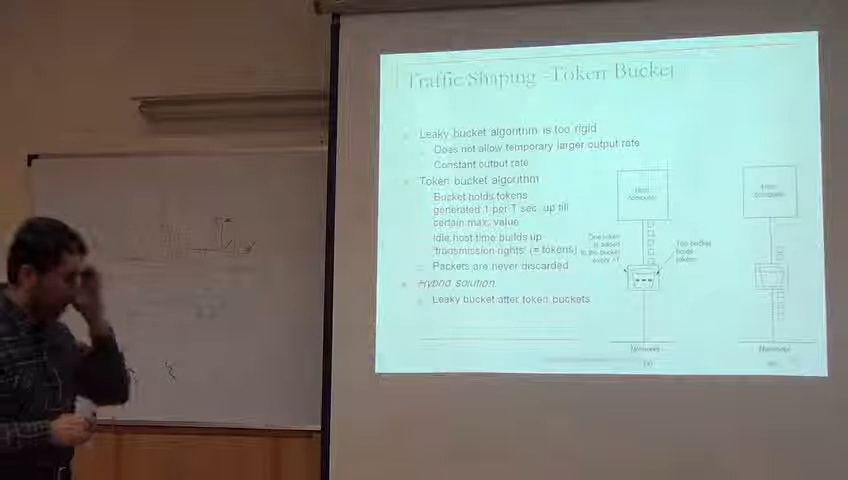 Traffic Shaping -Token Bucket
Leaky bucket algorithm is too rigid
Does not allow temporary larger output rate
Constant output rate
Token bucket algorithm
Bucket holds tokens
generated 1 per T sec. up till
certain max. value
Idle host time builds up
'transmission rights' (= tokens)
Packets are never discarded
Hybrid solution
Leaky bucket after token buckets
Host
computer
One token
is added
to the bucket
every ΔT
The bucket
holds
tokens
Networks
Host
computer
Networks